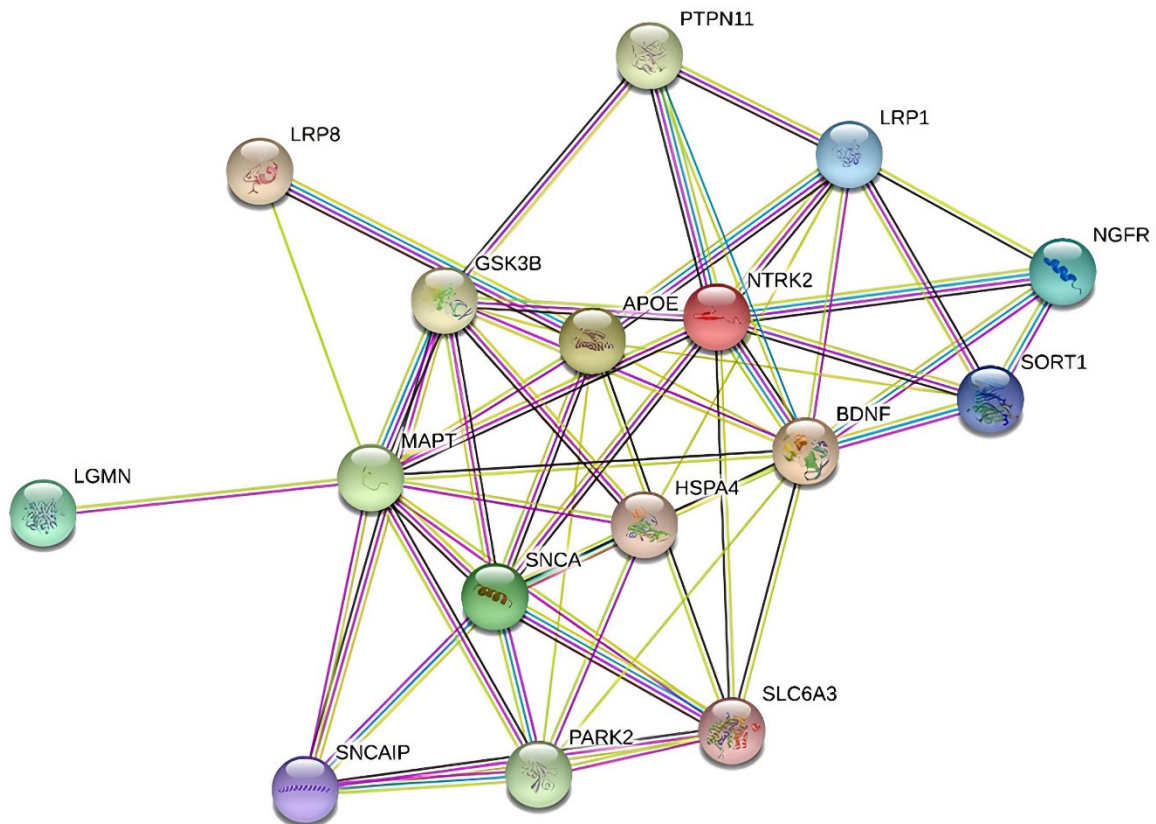 PTPN11
LRP1
LRP8
NGFR
GSK3B
NTRK2
APOE
SORT1
BDNF
MAPT
LGMN
HSPA4
SNCA
SLC6A3
PARK2
SNCAIP